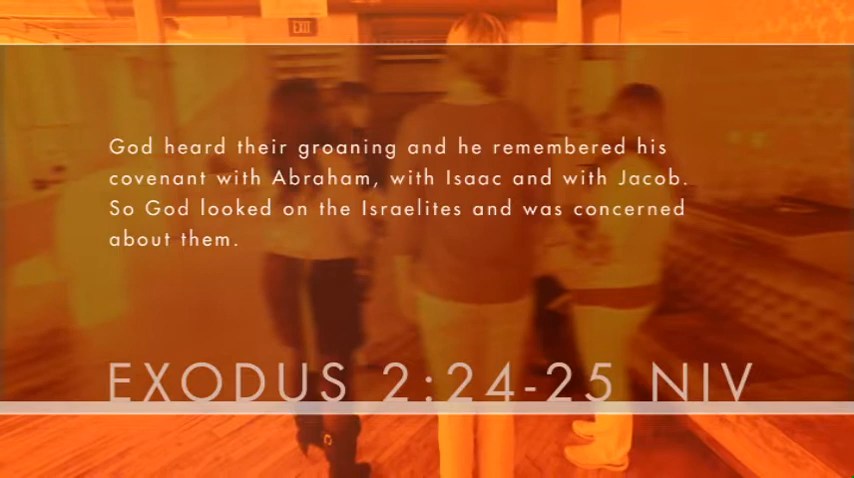 EXIT
God heard their groaning and he remembered his
covenant with Abraham, with Isaac and with Jacob.
So God looked on the Israelites and was concerned
about them.
EXODUS 2:24-25 NIV